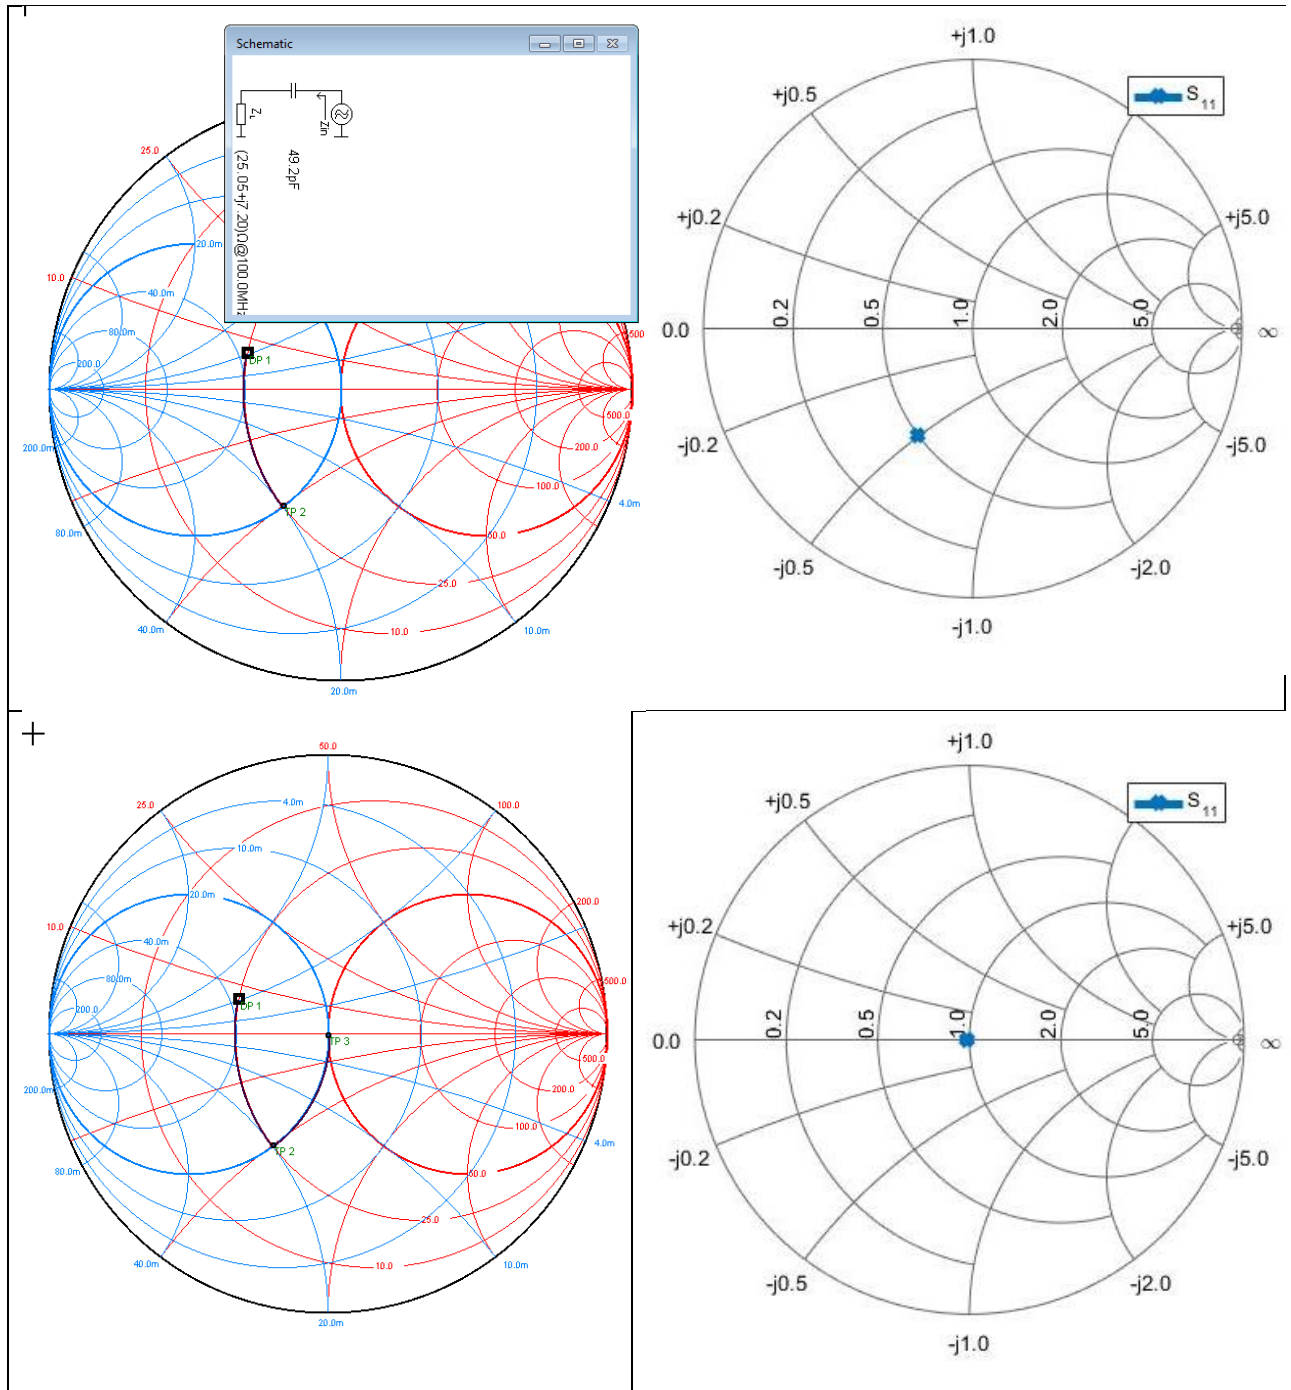 Schematic
ZL
Zin
49.2pF
(25.05+j7.20)Ω@100.0MHz
25.0
10.0
20.0m
40.0m
80.0m
200.0
DP 1
500
500.0
200.0
100.0
4.0m
200.0m
80.0m
TP 2
50.0
25.0
10.0
40.0m
10.0m
20.0m
+j1.0
S11
+j0.5
+j0.2
+j5.0
0.0
0.2
0.5
1.0
2.0
5.0
∞
-j0.2
-j5.0
-j0.5
-j2.0
-j1.0
50.0
25.0
4.0m
100.0
10.0m
20.0m
200.0
10.0
40.0m
80.0m
500.0
200.0
DP 1
TP 3
500.0
200.0m
200.0
100.0
4.0m
TP 2
80.0m
50.0
25.0
40.0m
10.0
10.0m
20.0m
+j1.0
S11
+j0.5
+j0.2
+j5.0
0.0
0.2
0.5
1.0
2.0
5.0
∞
-j0.2
-j5.0
-j0.5
-j2.0
-j1.0